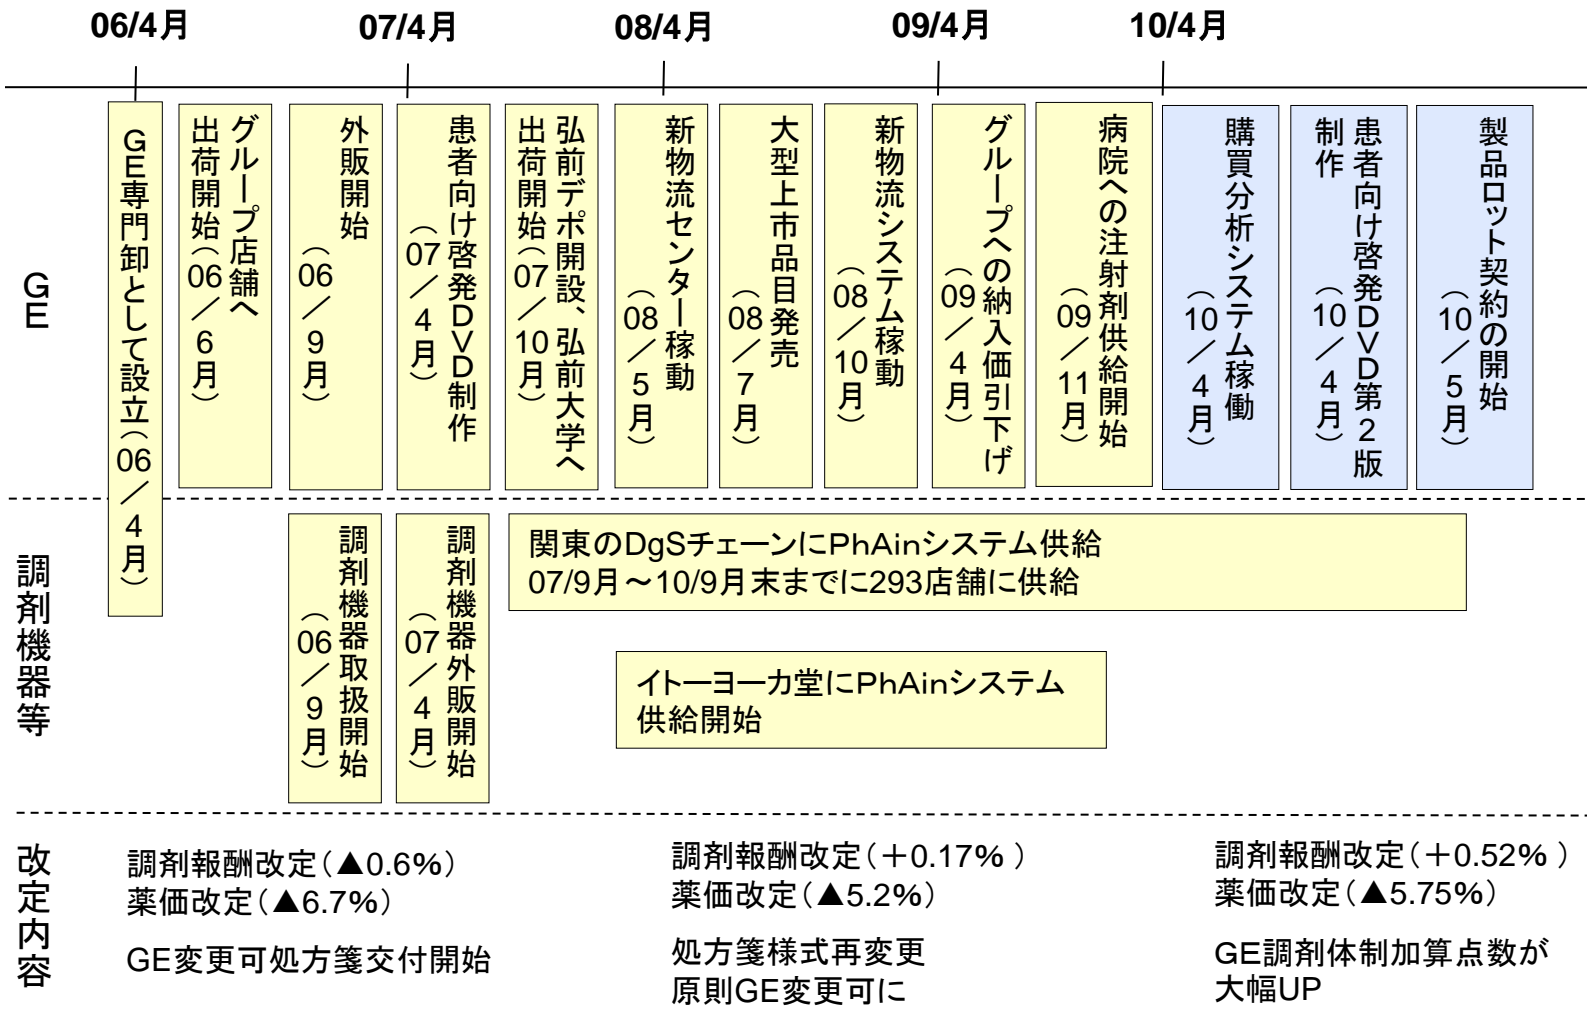 06/4月
07/4月
08/4月
09/4月
10/4月
GE
GE専門卸として設立（06／4月）
グループ店舗へ
出荷開始（06／6月）
外販開始
（06／9月）
患者向け啓発DVD制作
（07／4月）
弘前デポ開設、弘前大学へ
出荷開始（07／10月）
新物流センター稼動
（08／5月）
大型上市品目発売
（08／7月）
新物流システム稼動
（08／10月）
グループへの納入価引下げ
（09／4月）
病院への注射剤供給開始
（09／11月）
購買分析システム稼働
（10／4月）
患者向け啓発DVD第2版
制作（10／4月）
製品ロット契約の開始
（10／5月）
調剤機器等
調剤機器取扱開始
（06／9月）
調剤機器外販開始
（07／4月）
関東のDgSチェーンにPhAinシステム供給
07/9月～10/9月末までに293店舗に供給
イトーヨーカ堂にPhAinシステム
供給開始
改定内容
調剤報酬改定（▲0.6%）
薬価改定（▲6.7%）
GE変更可処方箋交付開始
調剤報酬改定（＋0.17% ）
薬価改定（▲5.2%）
処方箋様式再変更
原則GE変更可に
調剤報酬改定（＋0.52% ）
薬価改定（▲5.75%）
GE調剤体制加算点数が
大幅UP